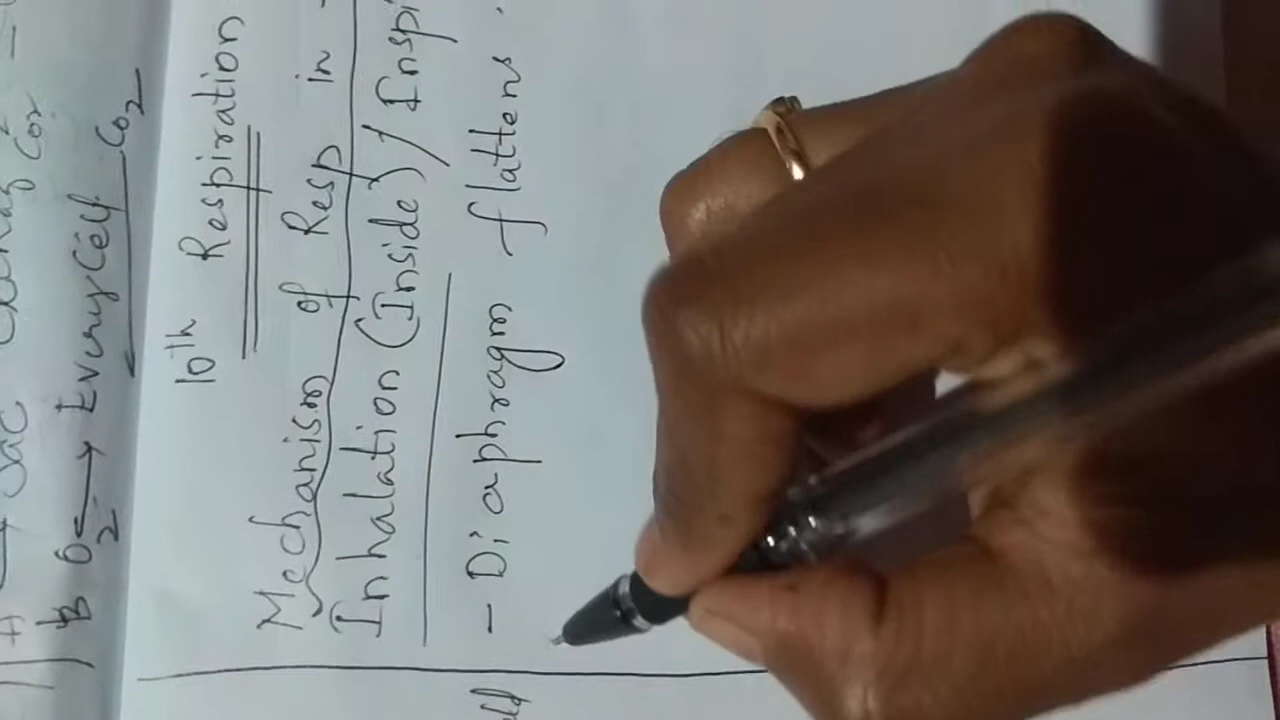 B O2 → Every Cell
CO2
10th Respiration
Mechanism of Resp in
Inhalation (Inside) / Inspi
- Diaphragm flattens.